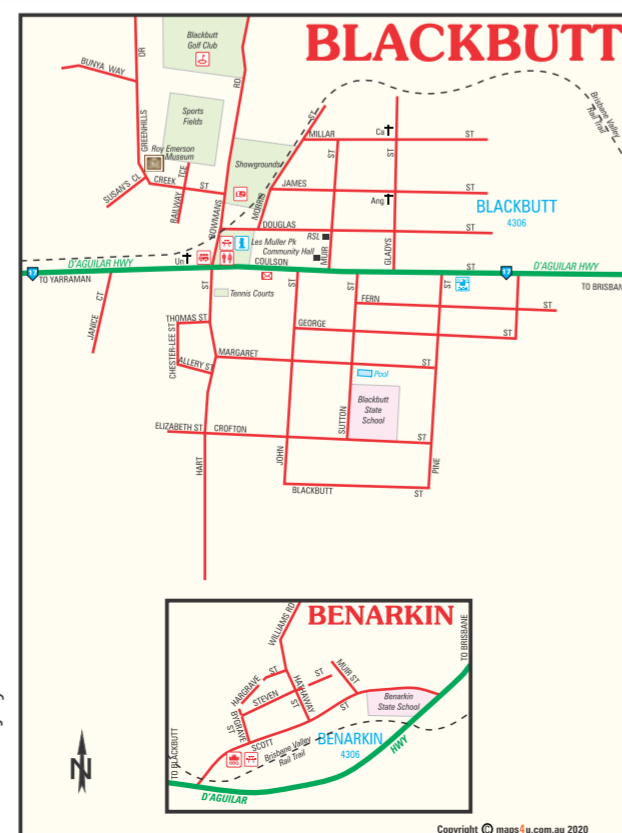 BLACKBUTT
Blackbutt
Golf Club
DR
BUNYA WAY
RD
GREENHILLS
Sports
Fields
Brisbane Valley
Rail Trail
ST
MILLAR
ST
Ca
ST
ST
Roy Emerson
Museum
Showgrounds
SUSAN'S CL
CREEK
ST
RAILWAY
TCE
JAMES
ST
Ang
BOWMANS
MORRIS
DOUGLAS
ST
BLACKBUTT
4306
RSL
Les Muller Pk
Community Hall
MUIR
GLADYS
Un
COULSON
ST
17
D'AGUILAR HWY
17
D'AGUILAR HWY
TO YARRAMAN
TO BRISBAN
JANICE CT
ST
Tennis Courts
ST
ST
FERN
ST
ST
THOMAS ST
GEORGE
ST
CHESTER-LEE ST
ALLERY ST
MARGARET
ST
Pool
Blackbutt
State
School
SUTTON
ELIZABETH ST
CROFTON
ST
HART
JOHN
PINE
BLACKBUTT
ST
BENARKIN
WILLIAMS RD
TO BRISBANE
HARGRAVE
ST
ST
MUIR ST
STEVEN
HATHAWAY
ST
BYGRAVE
ST
ST
Benarkin
State School
SCOTT
Brisbane Valley
Rail Trail
BENARKIN
4306
TO BLACKBUTT
HWY
D'AGUILAR
N
Copyright © maps4u.com.au 2020